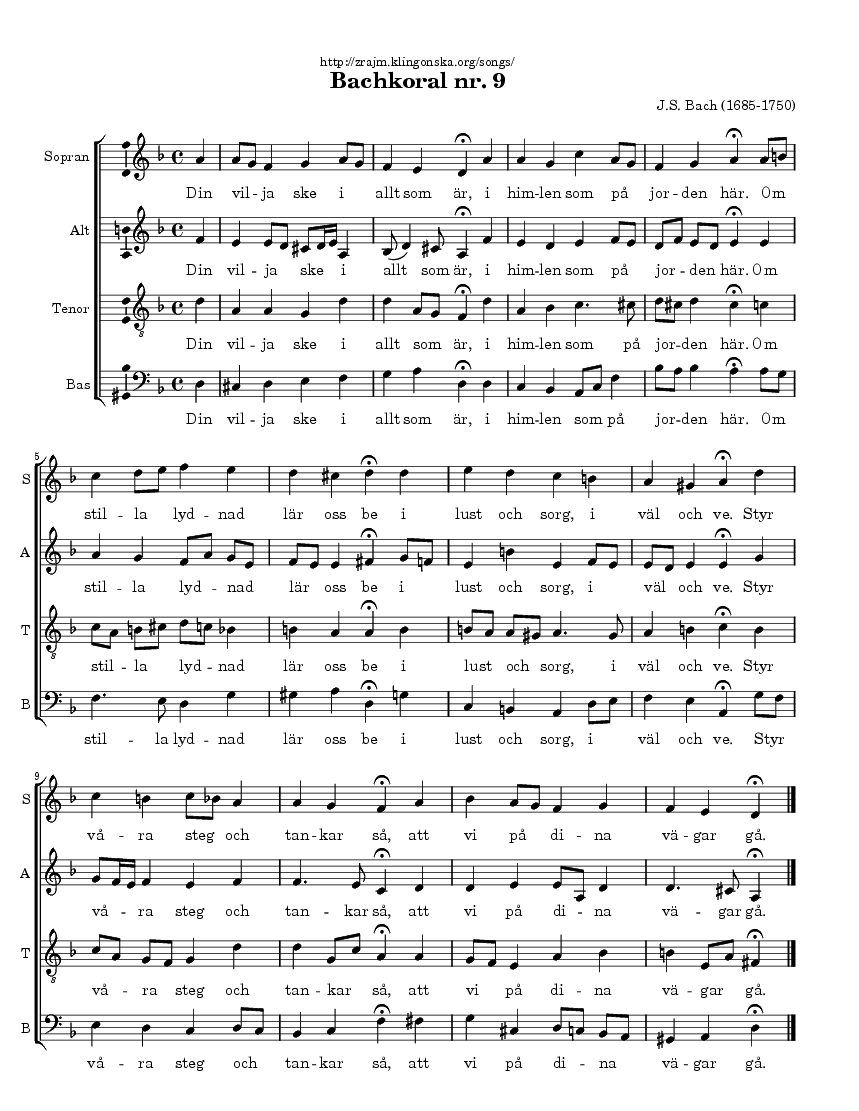 http://zrajm.klingonska.org/songs/
Bachkoral nr. 9
J.S. Bach (1685-1750)
Sopran
Din vil - ja ske i allt som är, i him - len som på jor - den här. Om
Alt
Din vil - ja ske i allt som är, i him - len som på jor - den här. Om
Tenor
Din vil - ja ske i allt som är, i him - len som på jor - den här. Om
Bas
Din vil - ja ske i allt som är, i him - len som på jor - den här. Om
5
S
stil - la lyd - nad lär oss be i lust och sorg, i väl och ve. Styr
A
stil - la lyd - nad lär oss be i lust och sorg, i väl och ve. Styr
T
stil - la lyd - nad lär oss be i lust och sorg, i väl och ve. Styr
B
stil - la lyd - nad lär oss be i lust och sorg, i väl och ve. Styr
9
S
vå - ra steg och tan - kar så, att vi på di - na vä - gar gå.
A
vå - ra steg och tan - kar så, att vi på di - na vä - gar gå.
T
vå - ra steg och tan - kar så, att vi på di - na vä - gar gå.
B
vå - ra steg och tan - kar så, att vi på di - na vä - gar gå.